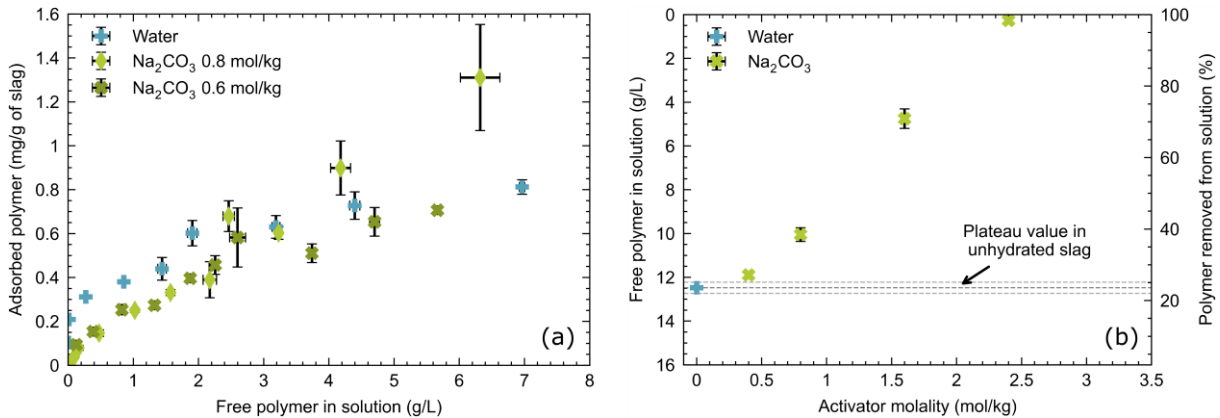 Adsorbed polymer (mg/g of slag)
1.6
1.4
1.2
1
0.8
0.6
0.4
0.2
0
Water
Na₂CO₃ 0.8 mol/kg
Na₂CO₃ 0.6 mol/kg
(a)
0 1 2 3 4 5 6 7 8
Free polymer in solution (g/L)
Free polymer in solution (g/L)
0
2
4
6
8
10
12
14
16
Water
Na₂CO₃
Plateau value in
unhydrated slag
(b)
100
80
60
40
20
Polymer removed from solution (%)
0 0.5 1 1.5 2 2.5 3 3.5
Activator molality (mol/kg)